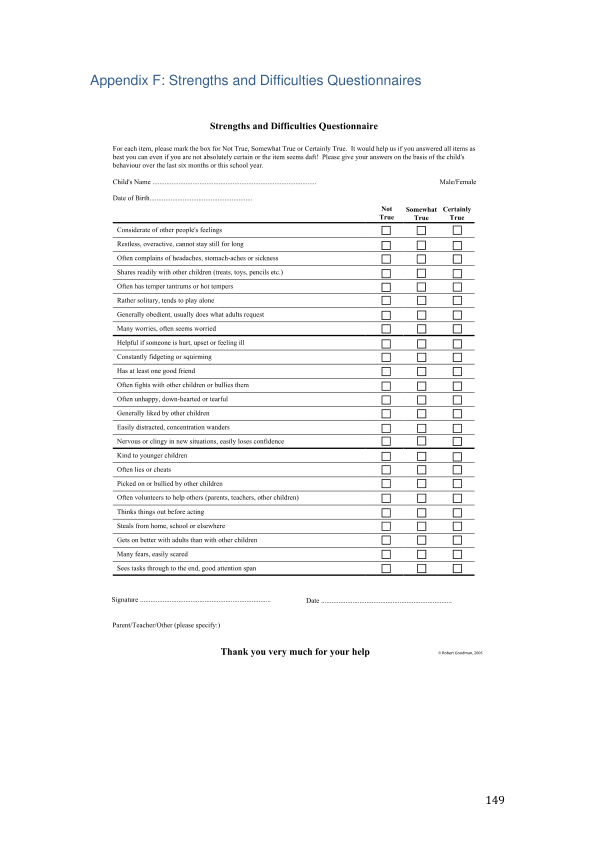 Appendix F: Strengths and Difficulties Questionnaires
Strengths and Difficulties Questionnaire
For each item, please mark the box for Not True, Somewhat True or Certainly True.  It would help us if you answered all items as
best you can even if you are not absolutely certain or the item seems daft!  Please give your answers on the basis of the child's
behaviour over the last six months or this school year.
Child's Name .......................................................................................... Male/Female
Date of Birth...........................................................
Not True Somewhat True Certainly True
Considerate of other people's feelings
Restless, overactive, cannot stay still for long
Often complains of headaches, stomach-aches or sickness
Shares readily with other children (treats, toys, pencils etc.)
Often has temper tantrums or hot tempers
Rather solitary, tends to play alone
Generally obedient, usually does what adults request
Many worries, often seems worried
Helpful if someone is hurt, upset or feeling ill
Constantly fidgeting or squirming
Has at least one good friend
Often fights with other children or bullies them
Often unhappy, down-hearted or tearful
Generally liked by other children
Easily distracted, concentration wanders
Nervous or clingy in new situations, easily loses confidence
Kind to younger children
Often lies or cheats
Picked on or bullied by other children
Often volunteers to help others (parents, teachers, other children)
Thinks things out before acting
Steals from home, school or elsewhere
Gets on better with adults than with other children
Many fears, easily scared
Sees tasks through to the end, good attention span
Signature ........................................................................... Date ...........................................................................
Parent/Teacher/Other (please specify:)
Thank you very much for your help
© Robert Goodman, 2005
149